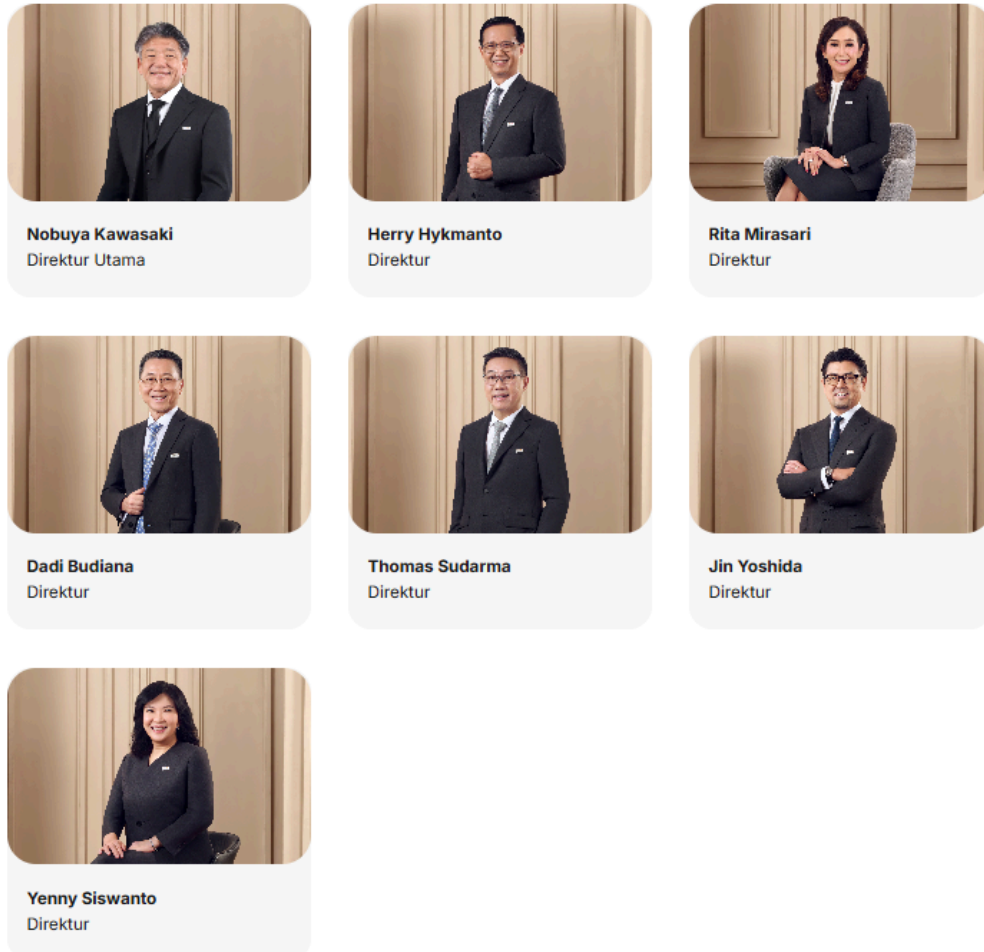 Nobuya Kawasaki
Direktur Utama
Herry Hykmanto
Direktur
Rita Mirasari
Direktur
Dadi Budiana
Direktur
Thomas Sudarma
Direktur
Jin Yoshida
Direktur
Yenny Siswanto
Direktur